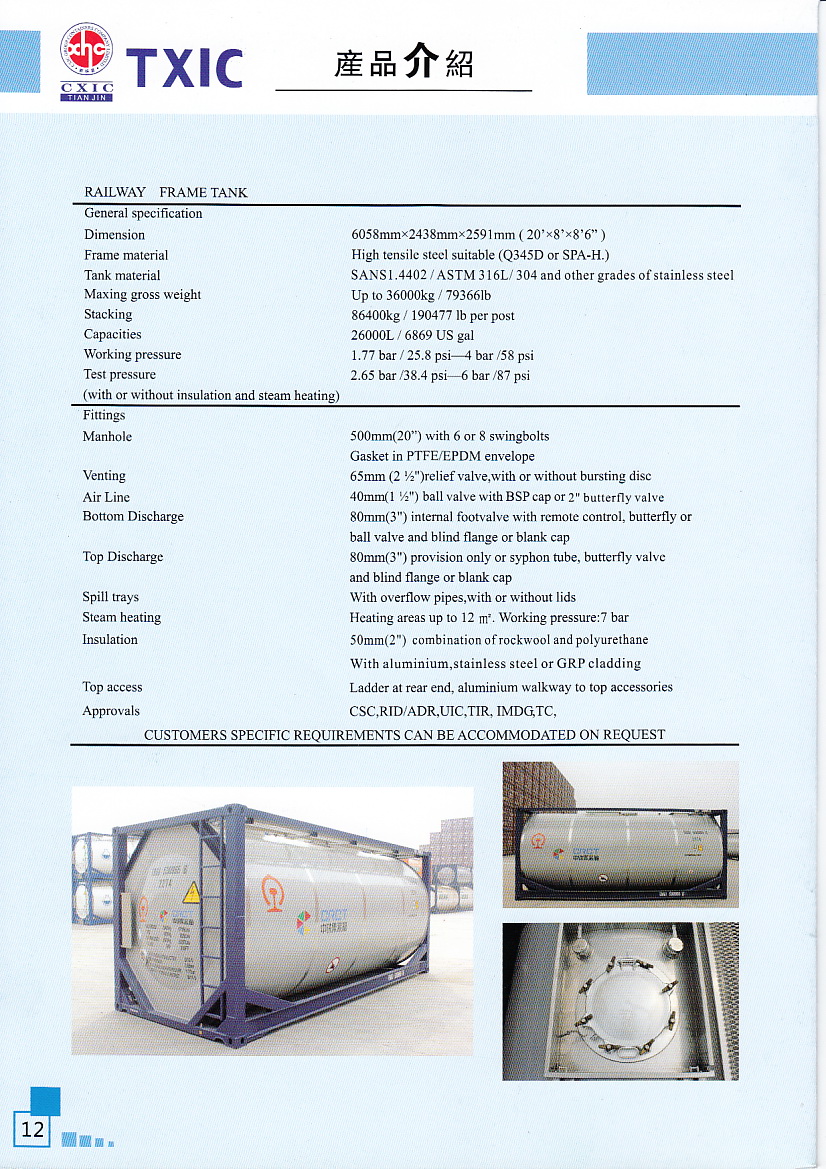 CXIC
TIANJIN
TXIC
産品介紹
RAILWAY FRAME TANK
General specification
Dimension 6058mm×2438mm×2591mm ( 20’×8’×8’6” )
Frame material High tensile steel suitable (Q345D or SPA-H.)
Tank material SANS1.4402 / ASTM 316L/ 304 and other grades of stainless steel
Maxing gross weight Up to 36000kg / 79366lb
Stacking 86400kg / 190477 lb per post
Capacities 26000L / 6869 US gal
Working pressure 1.77 bar / 25.8 psi—4 bar /58 psi
Test pressure 2.65 bar /38.4 psi—6 bar /87 psi
(with or without insulation and steam heating)
Fittings
Manhole 500mm(20”) with 6 or 8 swingbolts
Gasket in PTFE/EPDM envelope
Venting 65mm (2 ½")relief valve,with or without bursting disc
Air Line 40mm(1 ½") ball valve with BSP cap or 2" butterfly valve
Bottom Discharge 80mm(3") internal footvalve with remote control, butterfly or
ball valve and blind flange or blank cap
Top Discharge 80mm(3") provision only or syphon tube, butterfly valve
and blind flange or blank cap
Spill trays With overflow pipes,with or without lids
Steam heating Heating areas up to 12 ㎡. Working pressure:7 bar
Insulation 50mm(2") combination of rockwool and polyurethane
With aluminium,stainless steel or GRP cladding
Top access Ladder at rear end, aluminium walkway to top accessories
Approvals CSC,RID/ADR,UIC,TIR, IMDG,TC,
CUSTOMERS SPECIFIC REQUIREMENTS CAN BE ACCOMMODATED ON REQUEST
CRCT
中铁集装箱
12